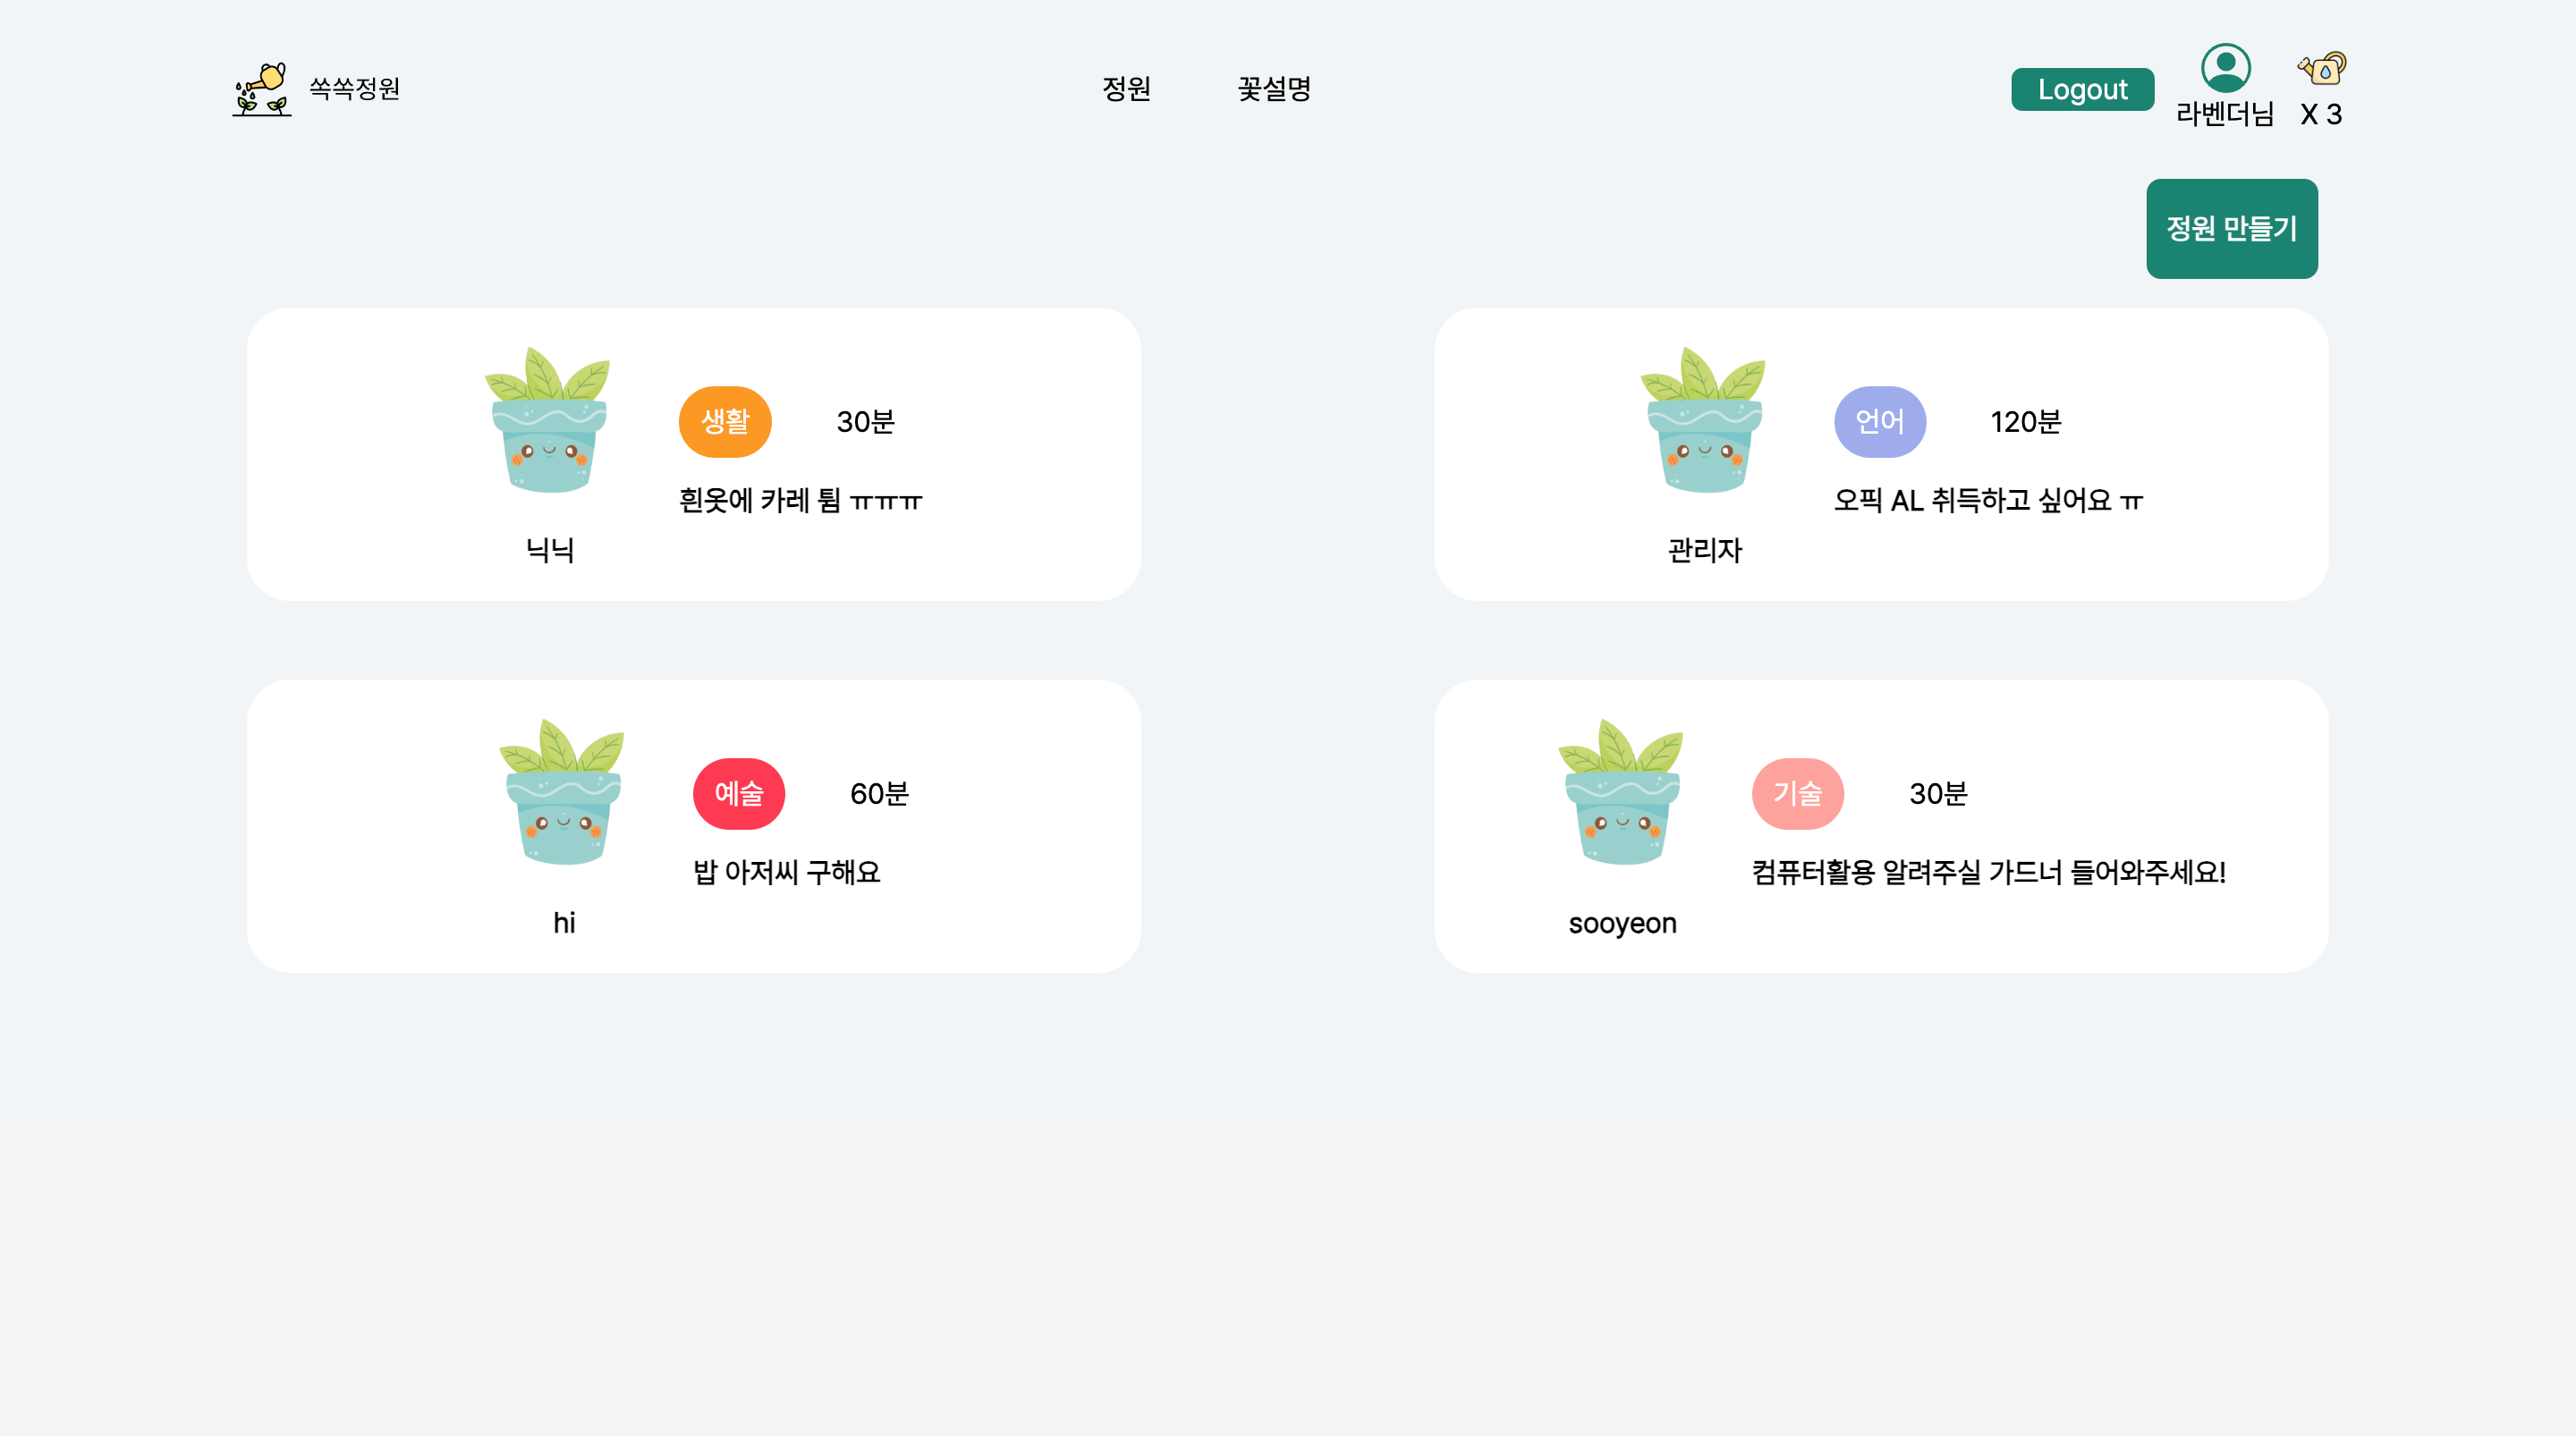 쏙쏙정원
정원
꽃설명
Logout
라벤더님
X 3
정원 만들기
생활
30분
흰옷에 카레 튐 ㅠㅠㅠ
닉닉
언어
120분
오픽 AL 취득하고 싶어요 ㅠ
관리자
예술
60분
밥 아저씨 구해요
hi
기술
30분
컴퓨터활용 알려주실 가드너 들어와주세요!
sooyeon